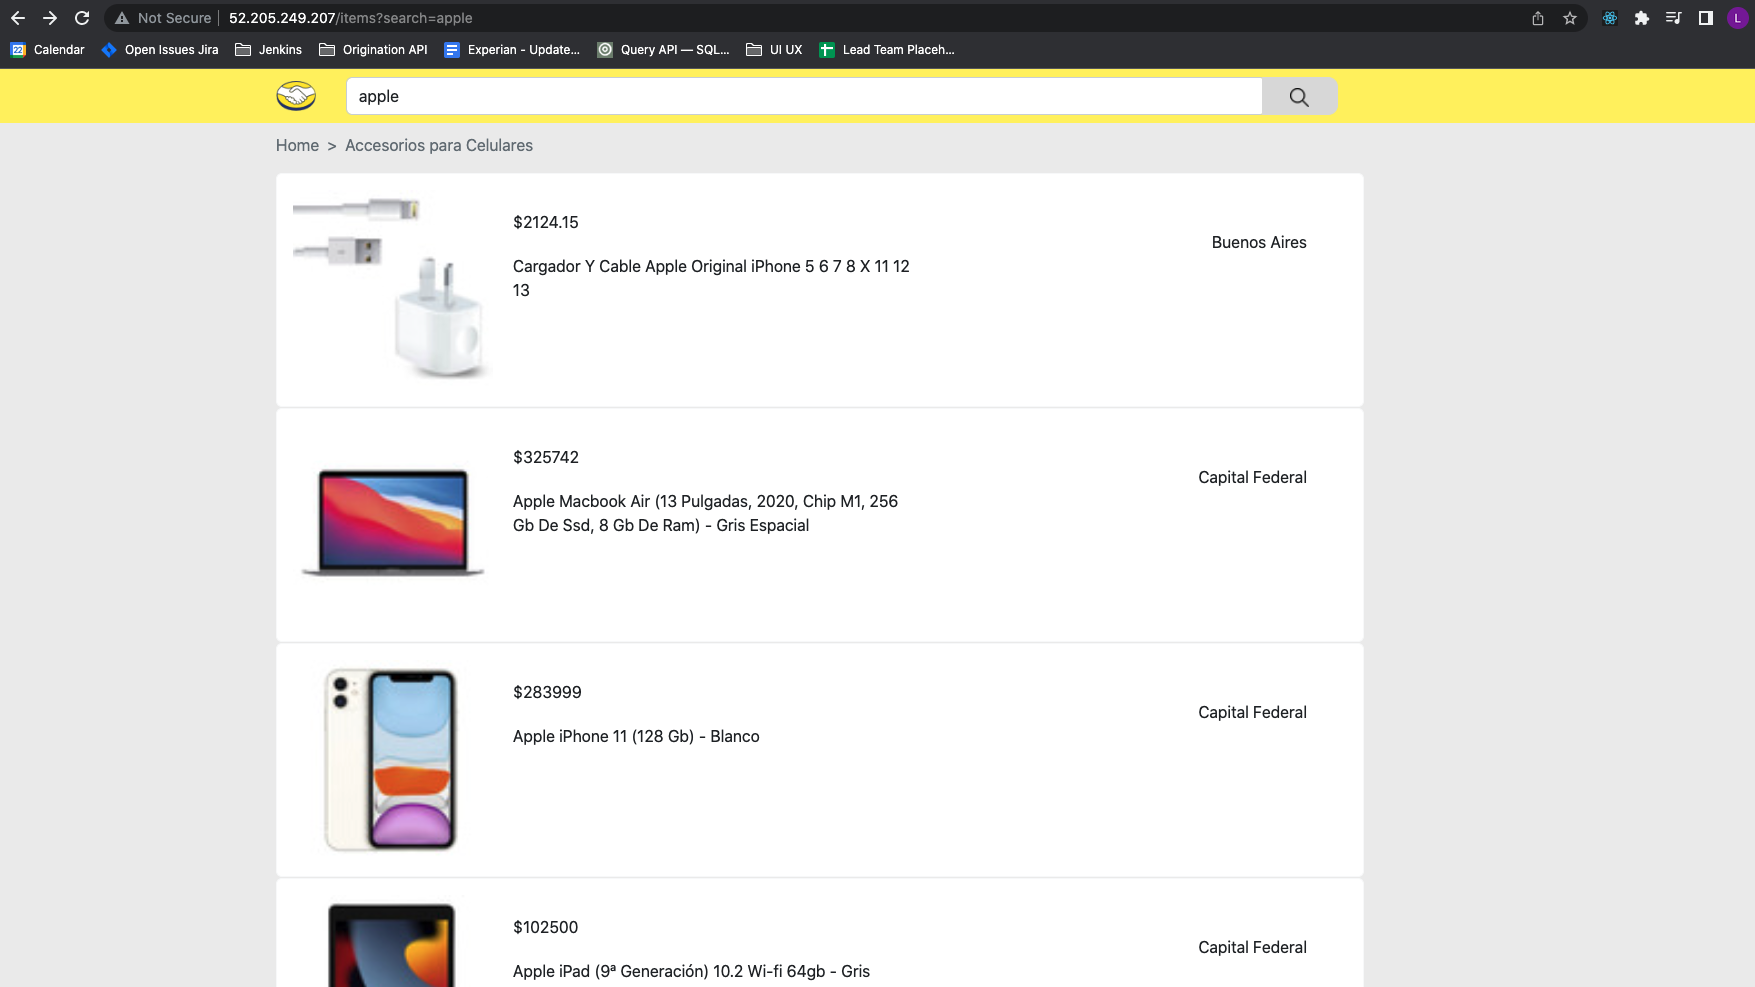 Not Secure 52.205.249.207/items?search=apple
L
22 Calendar Open Issues Jira Jenkins Origination API Experian - Update... Query API — SQL... UI UX Lead Team Placeh...
apple
Home > Accesorios para Celulares
$2124.15
Buenos Aires
Cargador Y Cable Apple Original iPhone 5 6 7 8 X 11 12
13
$325742
Capital Federal
Apple Macbook Air (13 Pulgadas, 2020, Chip M1, 256
Gb De Ssd, 8 Gb De Ram) - Gris Espacial
$283999
Capital Federal
Apple iPhone 11 (128 Gb) - Blanco
$102500
Capital Federal
Apple iPad (9ª Generación) 10.2 Wi-fi 64gb - Gris